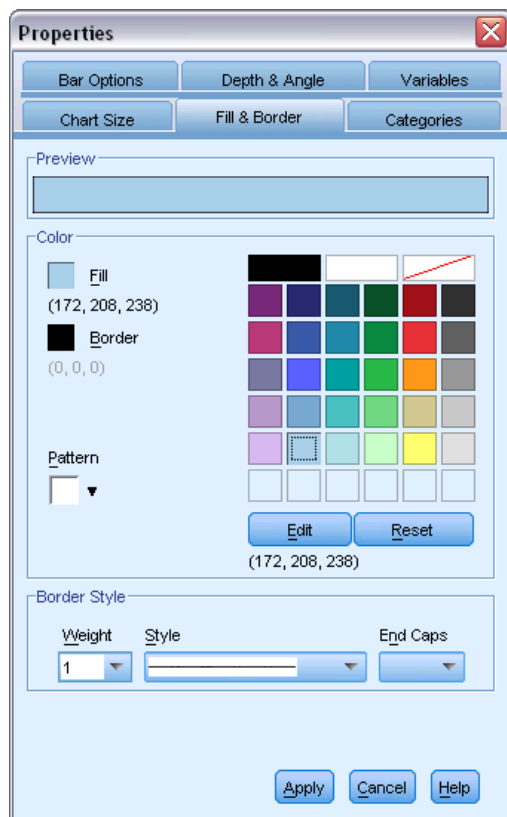 Properties
Bar Options Depth & Angle Variables
Chart Size Fill & Border Categories
Preview
Color
Fill
(172, 208, 238)
Border
(0, 0, 0)
Pattern
Edit Reset
(172, 208, 238)
Border Style
Weight Style End Caps
1
Apply Cancel Help